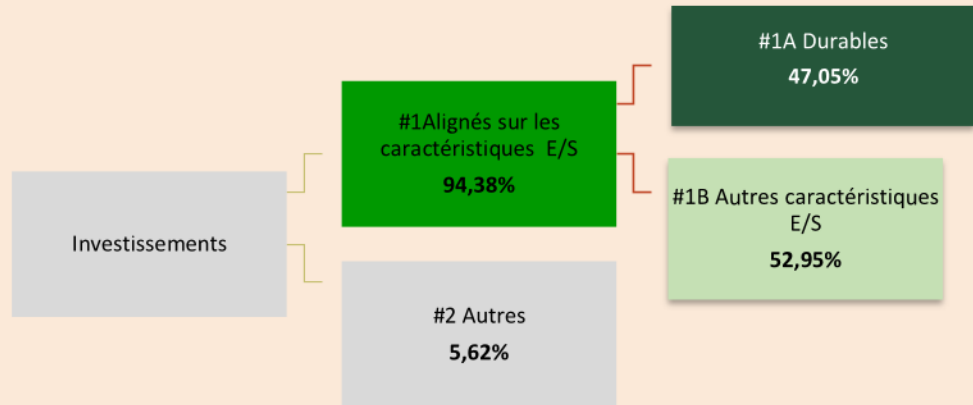 Investissements
#1Alignés sur les
caractéristiques E/S
94,38%
#2 Autres
5,62%
#1A Durables
47,05%
#1B Autres caractéristiques
E/S
52,95%